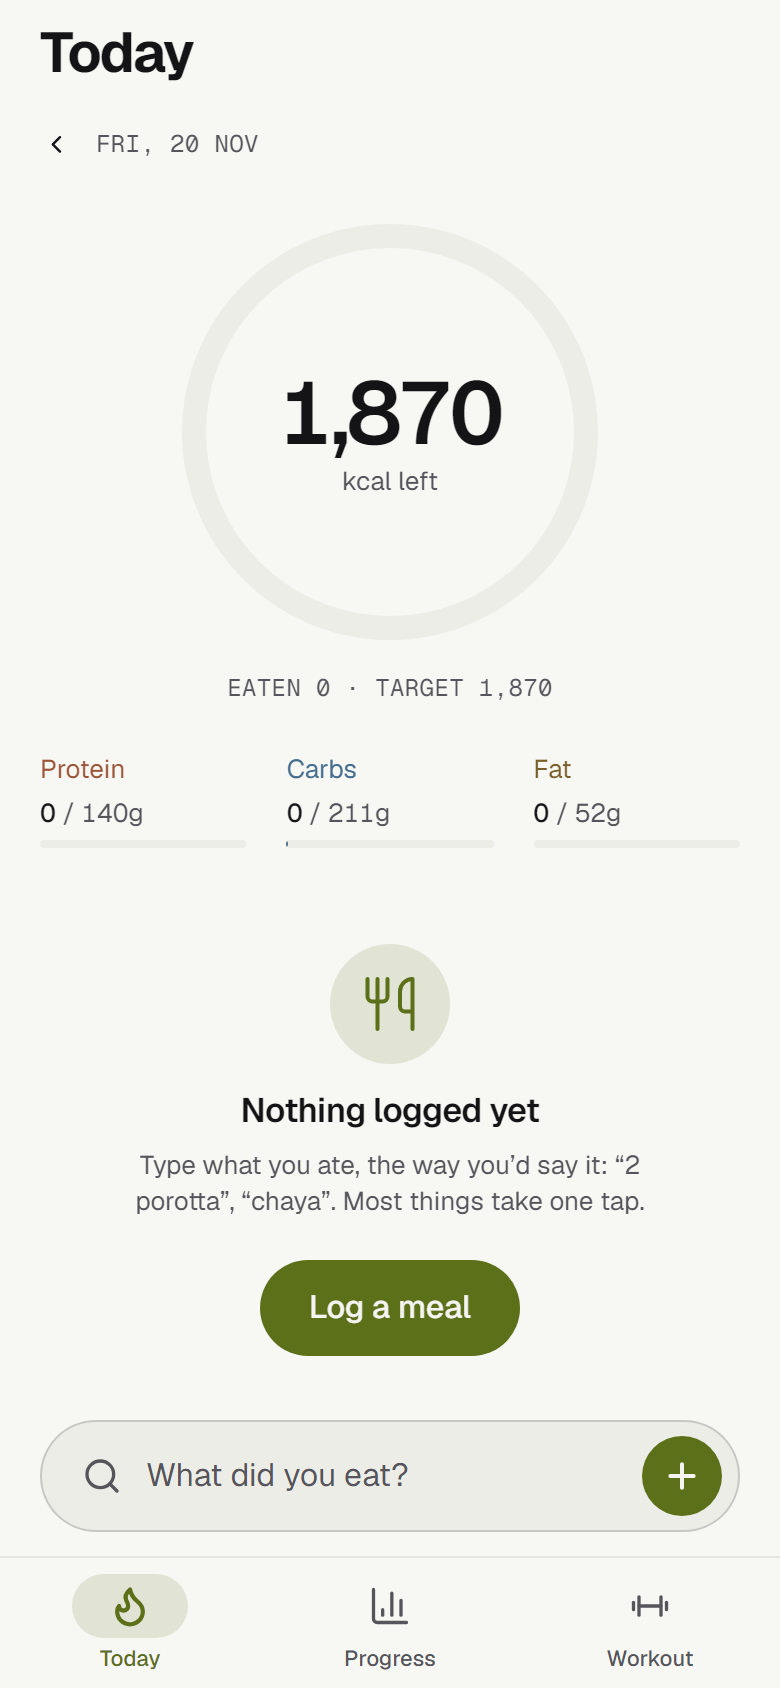 Today
FRI, 20 NOV
1,870
kcal left
EATEN 0 · TARGET 1,870
Protein
0 / 140g
Carbs
0 / 211g
Fat
0 / 52g
Nothing logged yet
Type what you ate, the way you’d say it: “2
porotta”, “chaya”. Most things take one tap.
Log a meal
What did you eat?
Today
Progress
Workout